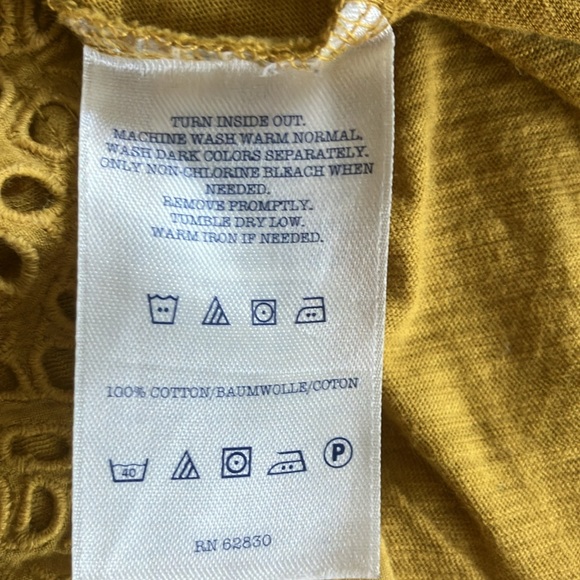 TURN INSIDE OUT.
MACHINE WASH WARM NORMAL.
WASH DARK COLORS SEPARATELY.
ONLY NON-CHLORINE BLEACH WHEN
NEEDED.
REMOVE PROMPTLY.
TUMBLE DRY LOW.
WARM IRON IF NEEDED.
100% COTTON/BAUMWOLLE/COTON
40 P
RN 62830